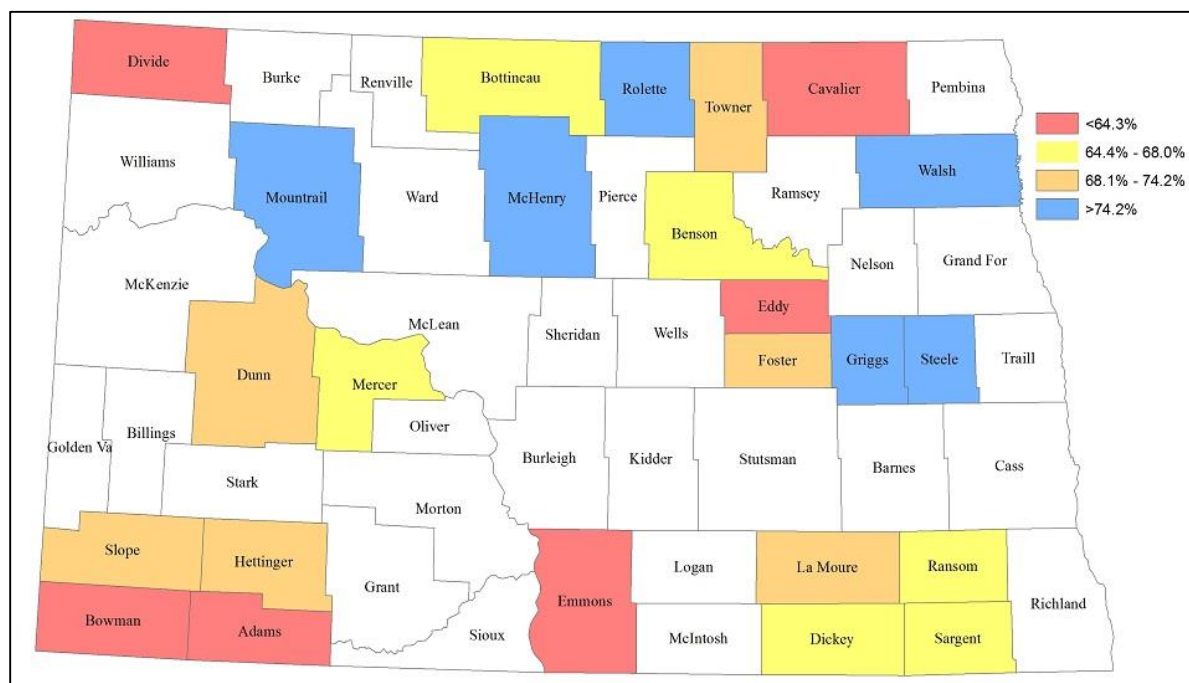 Divide
Burke
Renville
Bottineau
Rolette
Towner
Cavalier
Pembina
<64.3%
64.4% - 68.0%
68.1% - 74.2%
>74.2%
Williams
Mountrail
Ward
McHenry
Pierce
Ramsey
Walsh
Benson
Nelson
Grand For
McKenzie
McLean
Sheridan
Wells
Eddy
Foster
Griggs
Steele
Traill
Dunn
Mercer
Oliver
Golden Va
Billings
Stark
Burleigh
Kidder
Stutsman
Barnes
Cass
Morton
Slope
Hettinger
Grant
Emmons
Logan
La Moure
Ransom
Richland
Bowman
Adams
Sioux
McIntosh
Dickey
Sargent